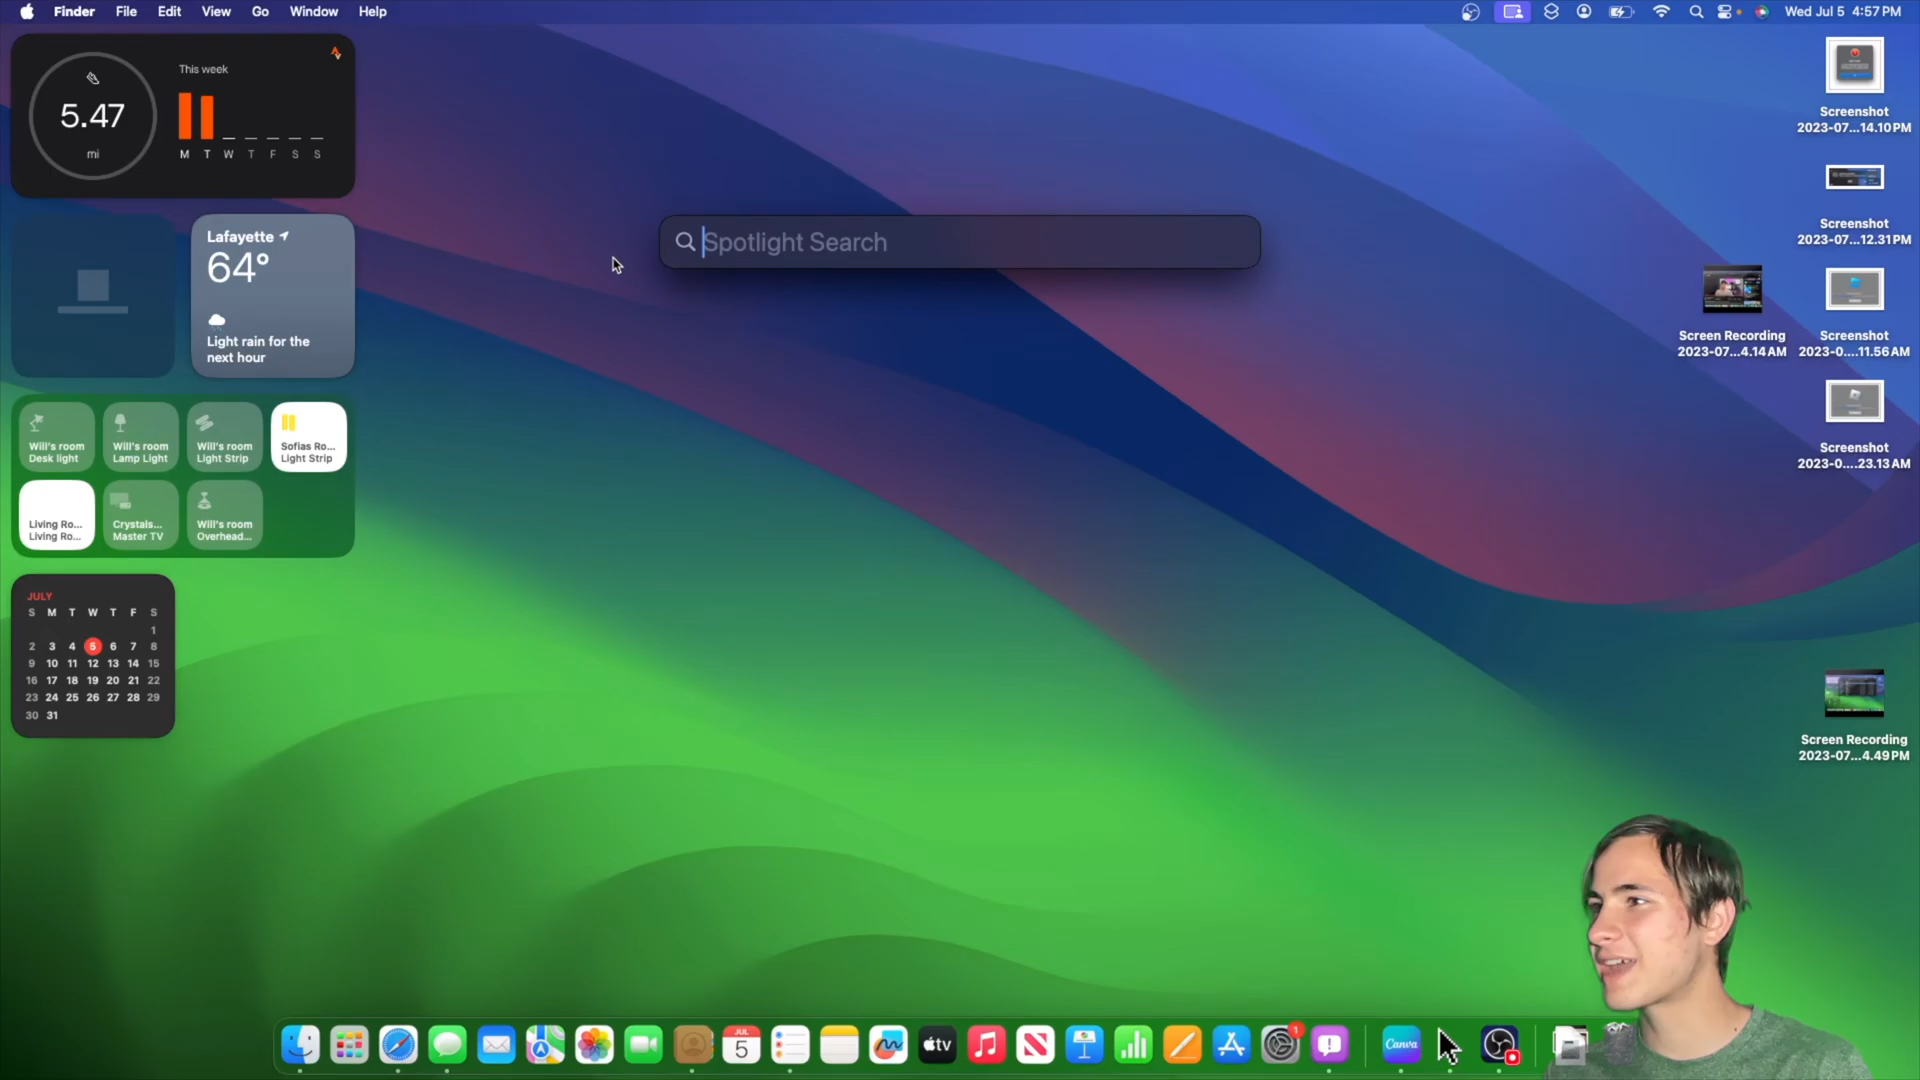 Finder File Edit View Go Window Help
Wed Jul 5 4:57 PM
This week
5.47
mi
M T W T F S S
Lafayette
64°
Light rain for the
next hour
Will's room
Desk light
Will's room
Lamp Light
Will's room
Light Strip
Sofias Ro...
Light Strip
Living Ro...
Living Ro...
Crystals...
Master TV
Will's room
Overhead...
JULY
S M T W T F S
1
2 3 4 5 6 7 8
9 10 11 12 13 14 15
16 17 18 19 20 21 22
23 24 25 26 27 28 29
30 31
Spotlight Search
Screenshot
2023-07...14.10 PM
Screenshot
2023-07...12.31 PM
Screen Recording
2023-07...4.14 AM
Screenshot
2023-0....11.56 AM
Screenshot
2023-0....23.13 AM
Screen Recording
2023-07...4.49 PM
JUL
5
tv
1
Canva